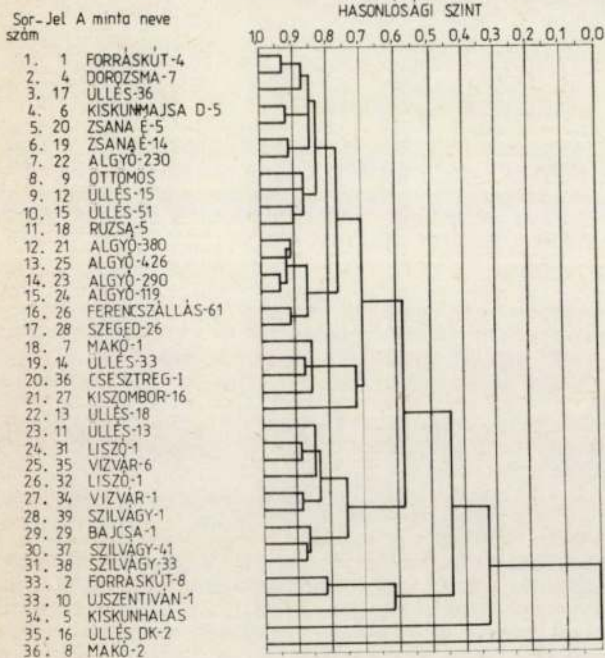 HASONLÓSÁGI SZINT
Sor- Jel A minta neve
szám
1,0 0,9 0,8 0,7 0,6 0,5 0,4 0,3 0,2 0,1 0,0
1. 1 FORRÁSKÚT-4
2. 4 DOROZSMA-7
3. 17 ÜLLÉS-36
4. 6 KISKUNMAJSA D-5
5. 20 ZSANA É-5
6. 19 ZSANA É-14
7. 22 ALGYŐ-230
8. 9 ÖTTÖMÖS
9. 12 ÜLLÉS-15
10. 15 ÜLLÉS-51
11. 18 RUZSA-5
12. 21 ALGYŐ-380
13. 25 ALGYŐ-426
14. 23 ALGYŐ-290
15. 24 ALGYŐ-119
16. 26 FERENCSZÁLLÁS-61
17. 28 SZEGED-26
18. 7 MAKÓ-1
19. 14 ÜLLÉS-33
20. 36 CSESZTREG-I
21. 27 KISZOMBOR-16
22. 13 ÜLLÉS-18
23. 11 ÜLLÉS-13
24. 31 LISZÓ-1
25. 35 VIZVÁR-6
26. 32 LISZÓ-1
27. 34 VIZVÁR-1
28. 39 SZILVÁGY-1
29. 29 BAJCSA-1
30. 37 SZILVÁGY-41
31. 38 SZILVÁGY-33
33. 2 FORRÁSKÚT-8
33. 10 UJSZENTIVÁN-1
34. 5 KISKUNHALAS
35. 16 ÜLLÉS DK-2
36. 8 MAKÓ-2